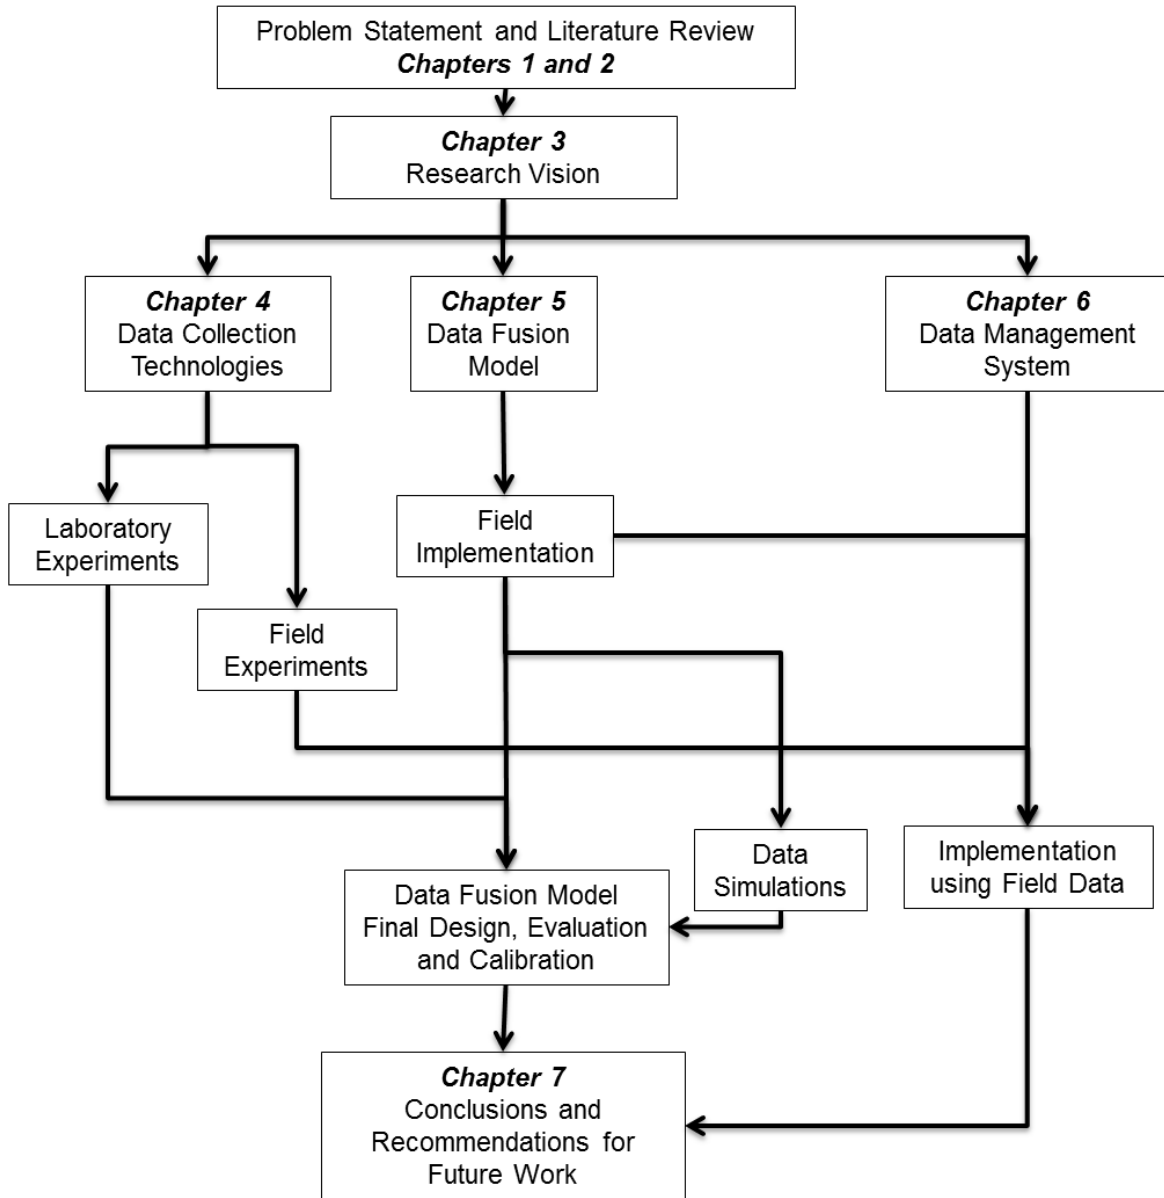 Problem Statement and Literature Review
Chapters 1 and 2
Chapter 3
Research Vision
Chapter 4
Data Collection
Technologies
Chapter 5
Data Fusion
Model
Chapter 6
Data Management
System
Laboratory
Experiments
Field
Implementation
Field
Experiments
Data
Simulations
Implementation
using Field Data
Data Fusion Model
Final Design, Evaluation
and Calibration
Chapter 7
Conclusions and
Recommendations for
Future Work